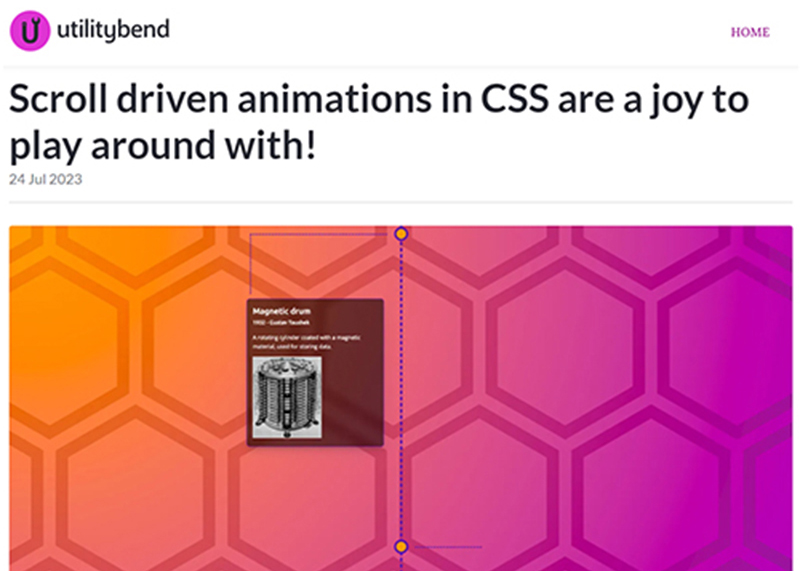 utilitybend
HOME
Scroll driven animations in CSS are a joy to
play around with!
24 Jul 2023
Magnetic drum
1932 - Gustav Tauschek
A rotating cylinder coated with a magnetic
material, used for storing data.